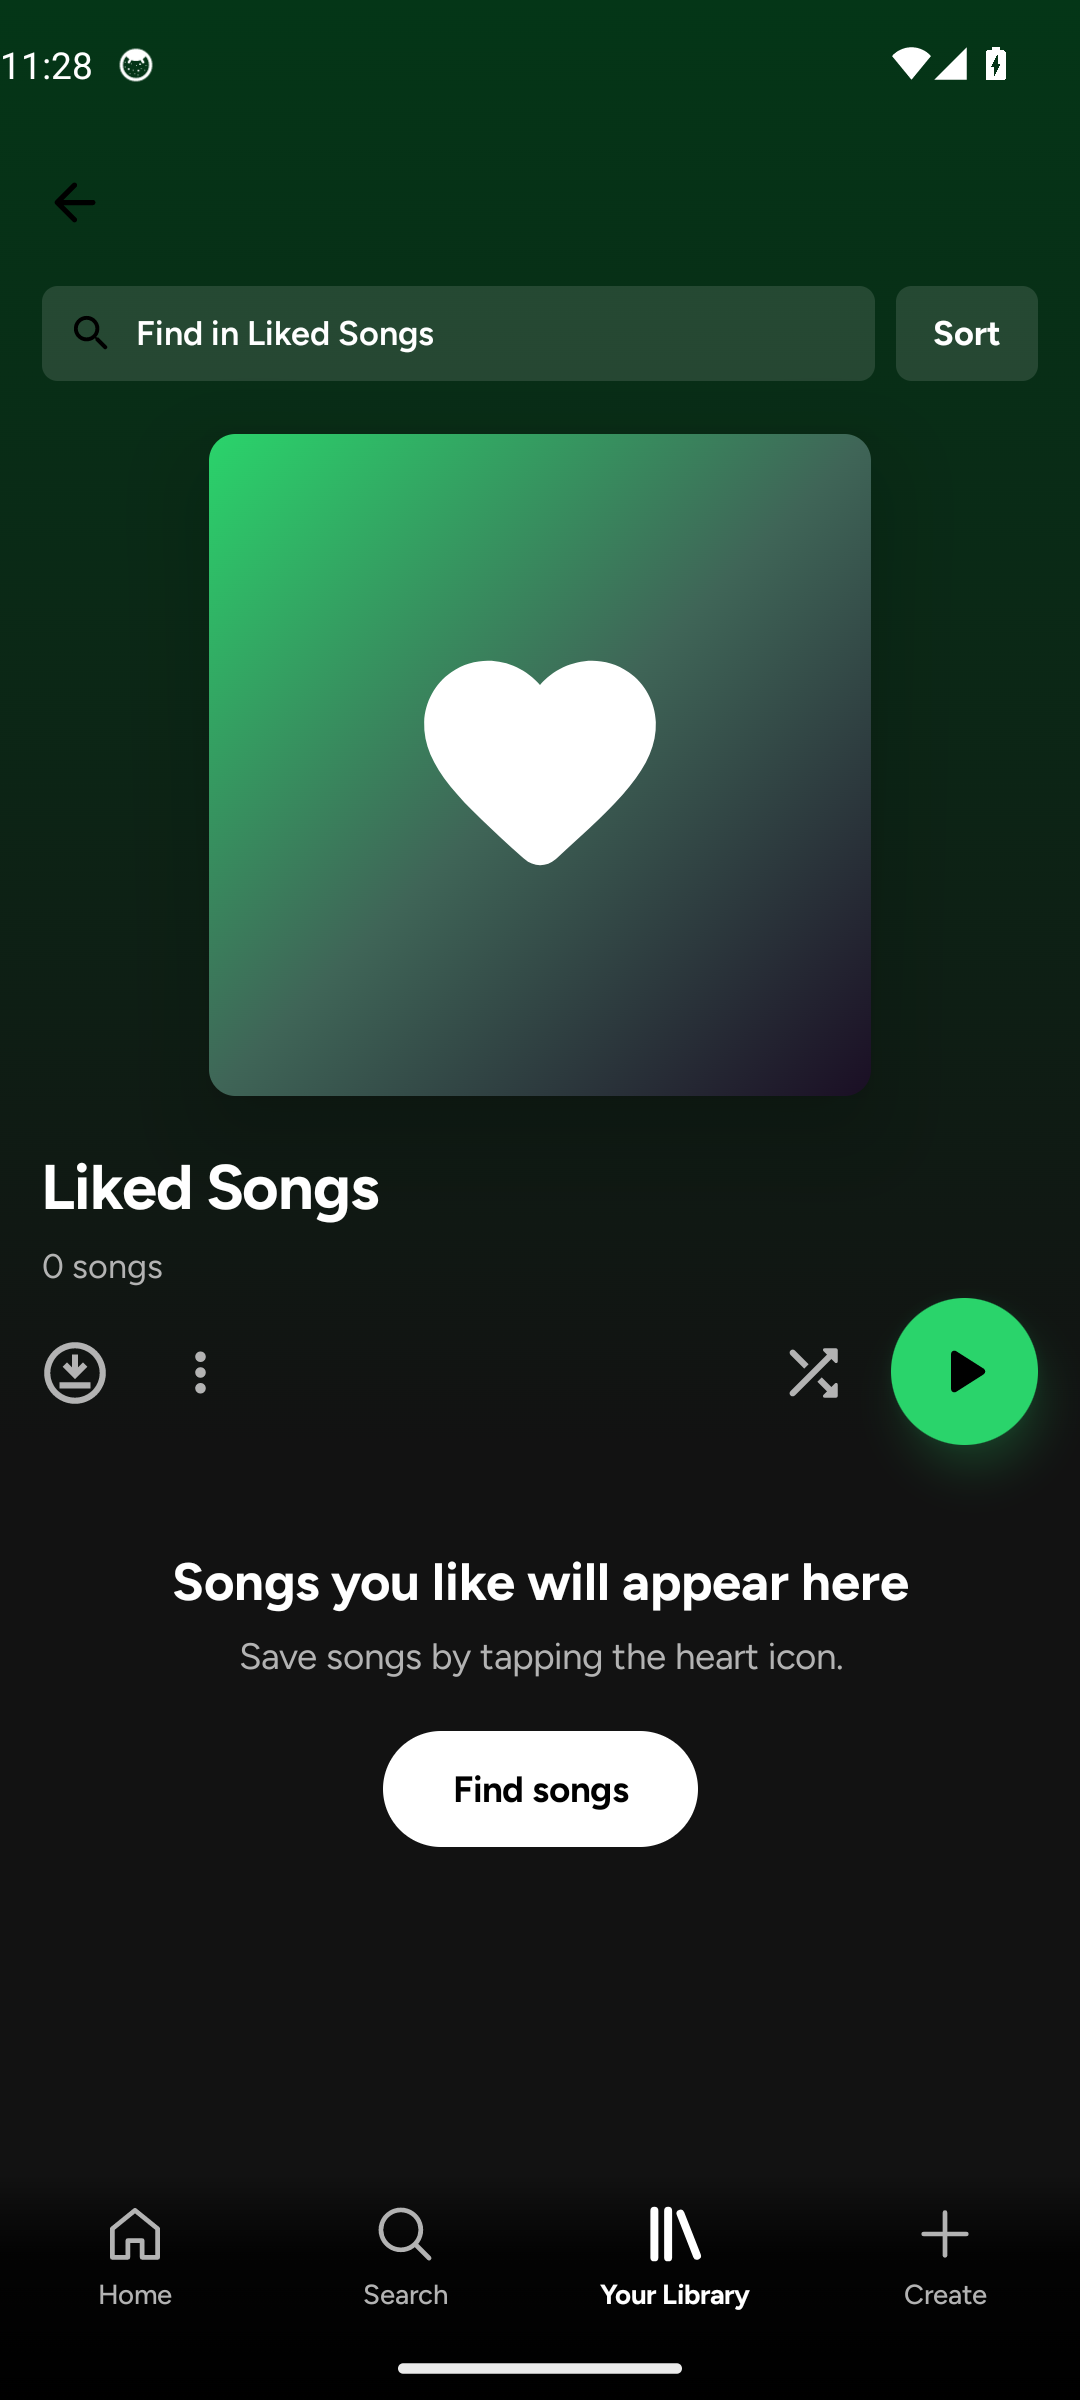 11:28
Find in Liked Songs
Sort
Liked Songs
0 songs
Songs you like will appear here
Save songs by tapping the heart icon.
Find songs
Home
Search
Your Library
Create